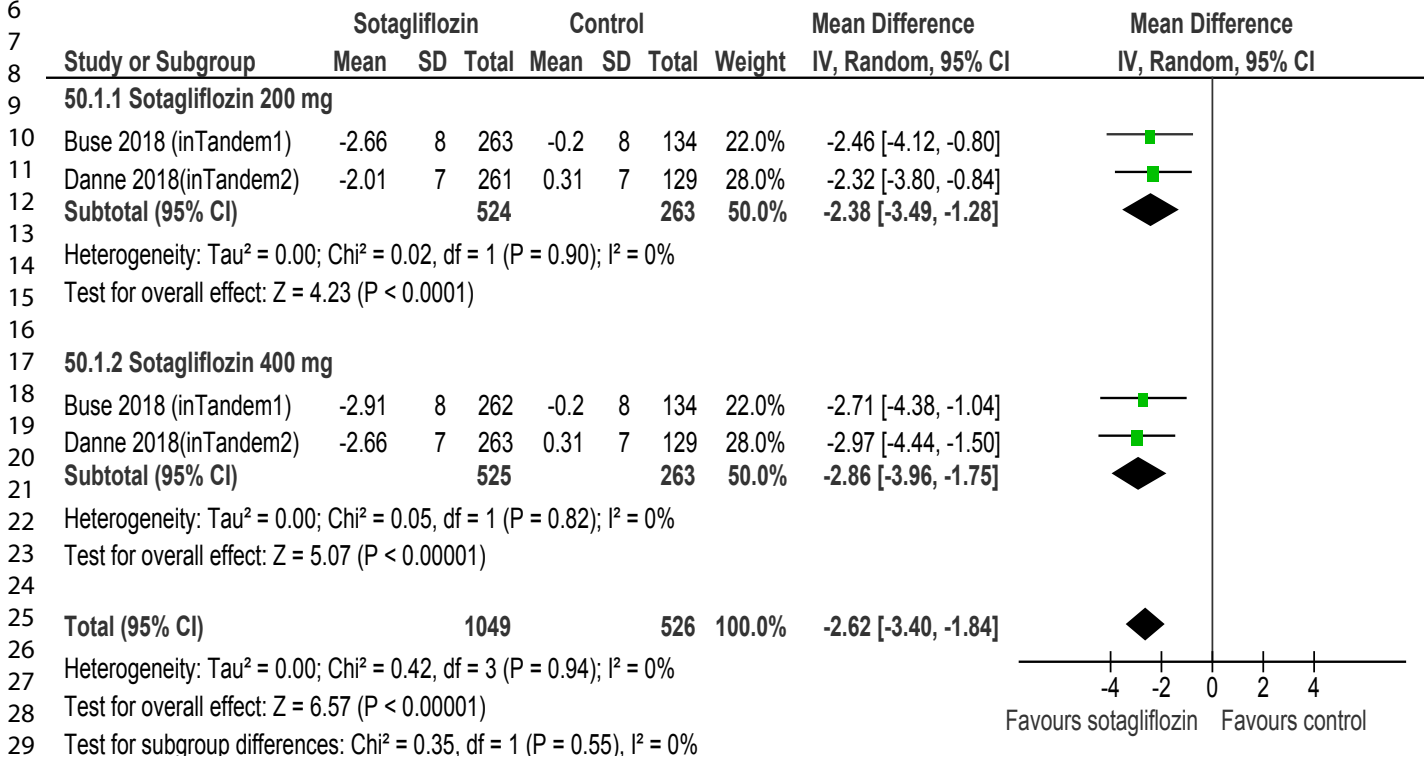 6
Sotagliflozin Control Mean Difference Mean Difference
7
8 Study or Subgroup Mean SD Total Mean SD Total Weight IV, Random, 95% CI IV, Random, 95% CI
9 50.1.1 Sotagliflozin 200 mg
10 Buse 2018 (inTandem1) -2.66 8 263 -0.2 8 134 22.0% -2.46 [-4.12, -0.80]
11 Danne 2018(inTandem2) -2.01 7 261 0.31 7 129 28.0% -2.32 [-3.80, -0.84]
12 Subtotal (95% CI) 524 263 50.0% -2.38 [-3.49, -1.28]
13
14 Heterogeneity: Tau² = 0.00; Chi² = 0.02, df = 1 (P = 0.90); I² = 0%
15 Test for overall effect: Z = 4.23 (P < 0.0001)
16
17 50.1.2 Sotagliflozin 400 mg
18 Buse 2018 (inTandem1) -2.91 8 262 -0.2 8 134 22.0% -2.71 [-4.38, -1.04]
19
20 Danne 2018(inTandem2) -2.66 7 263 0.31 7 129 28.0% -2.97 [-4.44, -1.50]
21 Subtotal (95% CI) 525 263 50.0% -2.86 [-3.96, -1.75]
22 Heterogeneity: Tau² = 0.00; Chi² = 0.05, df = 1 (P = 0.82); I² = 0%
23 Test for overall effect: Z = 5.07 (P < 0.00001)
24
25 Total (95% CI) 1049 526 100.0% -2.62 [-3.40, -1.84]
26
27 Heterogeneity: Tau² = 0.00; Chi² = 0.42, df = 3 (P = 0.94); I² = 0%
-4 -2 0 2 4
28 Test for overall effect: Z = 6.57 (P < 0.00001)
Favours sotagliflozin Favours control
29 Test for subgroup differences: Chi² = 0.35, df = 1 (P = 0.55), I² = 0%